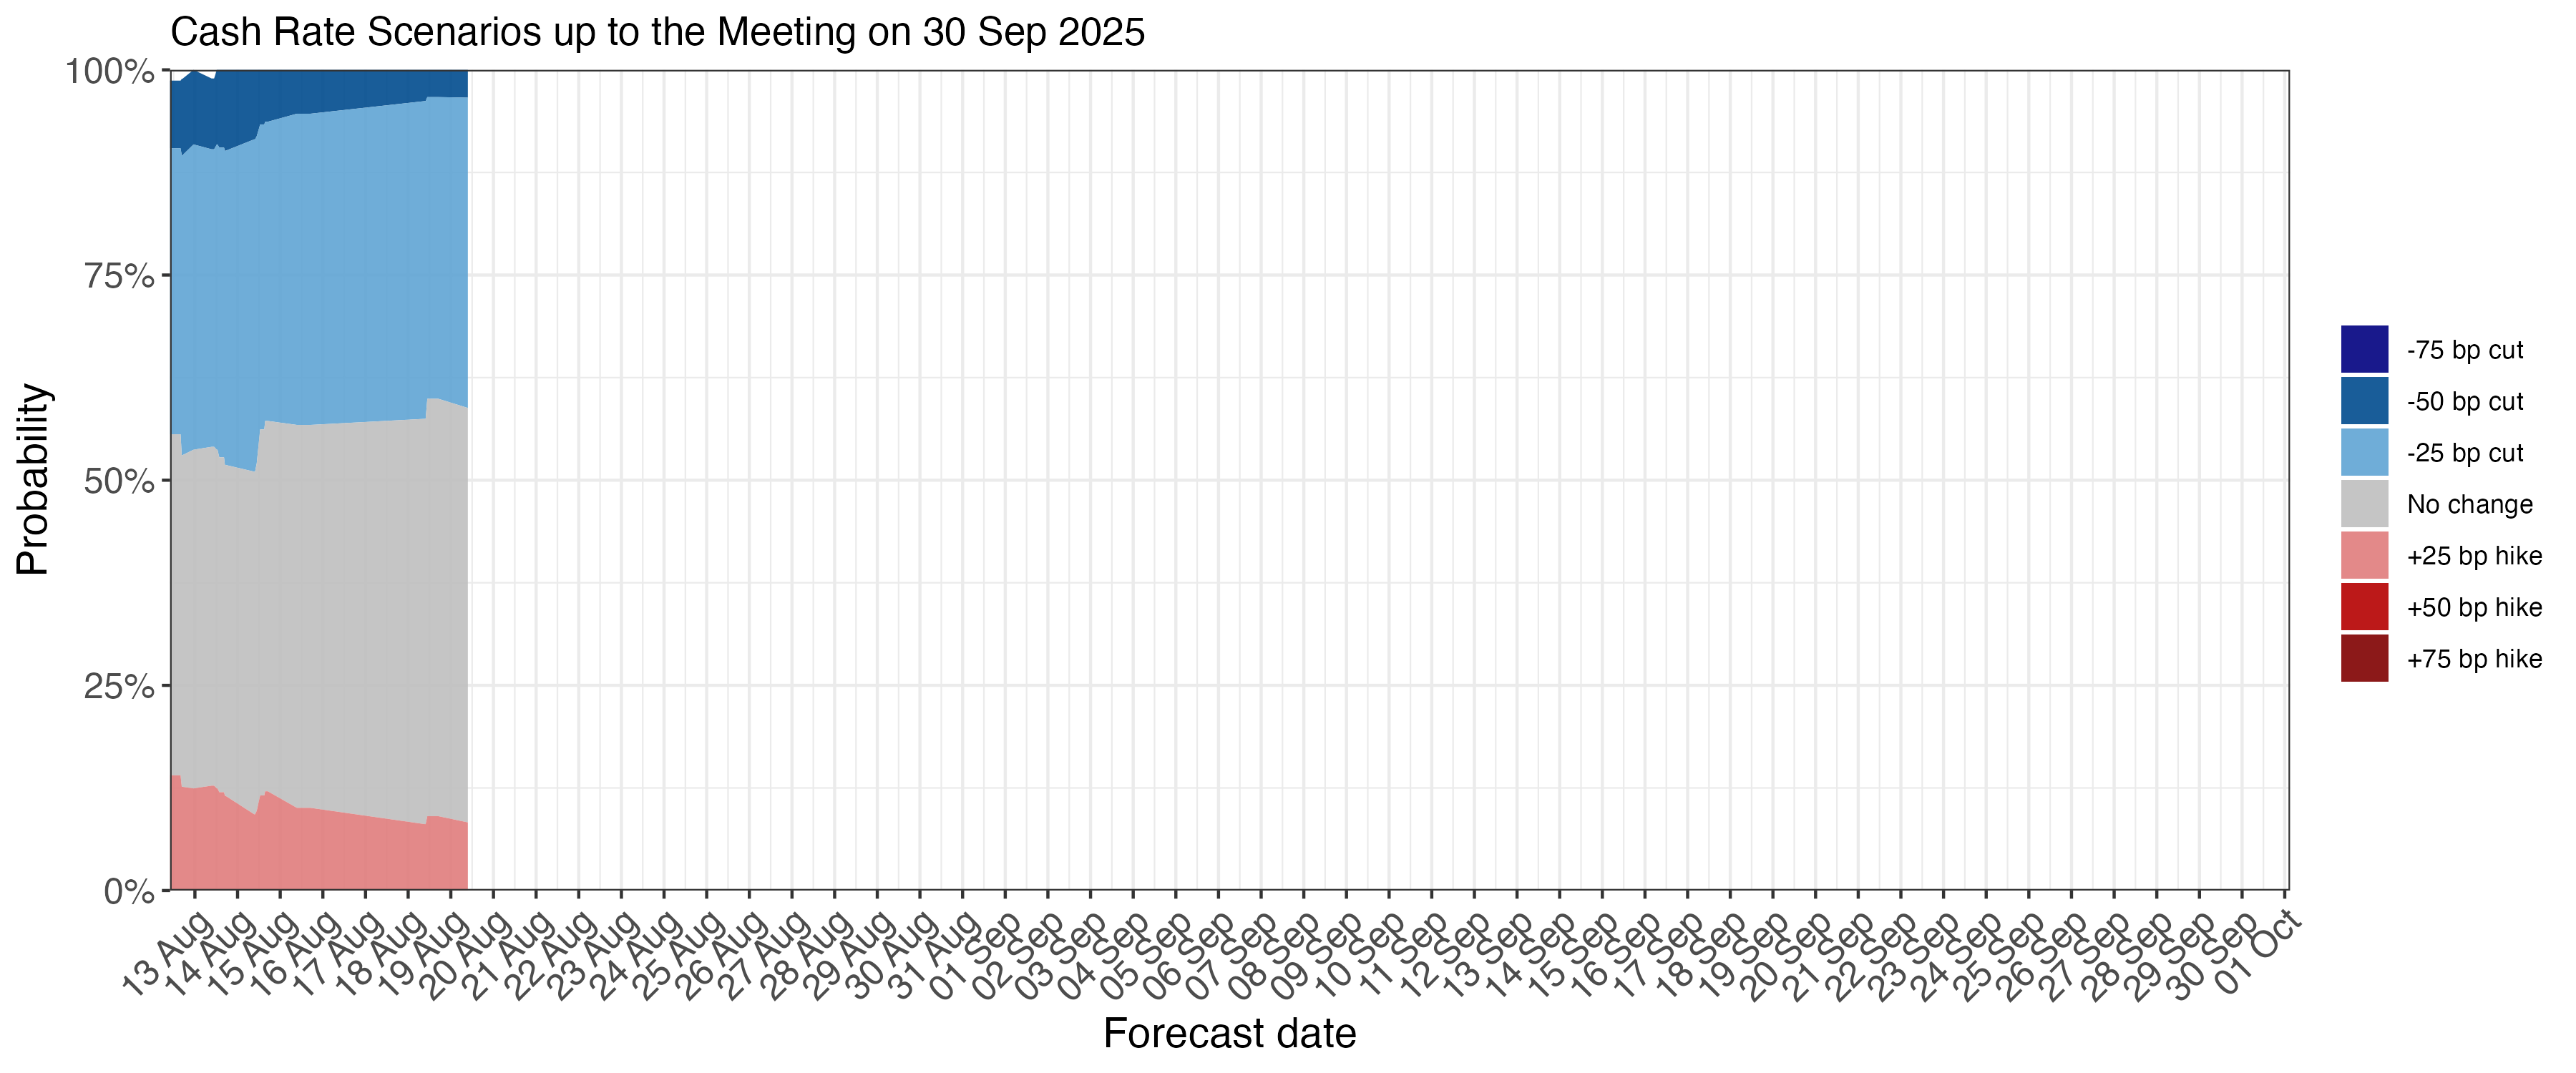 Cash Rate Scenarios up to the Meeting on 30 Sep 2025
100%
75%
50%
25%
0%
Probability
13 Aug
14 Aug
15 Aug
16 Aug
17 Aug
18 Aug
19 Aug
20 Aug
21 Aug
22 Aug
23 Aug
24 Aug
25 Aug
26 Aug
27 Aug
28 Aug
29 Aug
30 Aug
31 Aug
01 Sep
02 Sep
03 Sep
04 Sep
05 Sep
06 Sep
07 Sep
08 Sep
09 Sep
10 Sep
11 Sep
12 Sep
13 Sep
14 Sep
15 Sep
16 Sep
17 Sep
18 Sep
19 Sep
20 Sep
21 Sep
22 Sep
23 Sep
24 Sep
25 Sep
26 Sep
27 Sep
28 Sep
29 Sep
30 Sep
01 Oct
Forecast date
-75 bp cut
-50 bp cut
-25 bp cut
No change
+25 bp hike
+50 bp hike
+75 bp hike